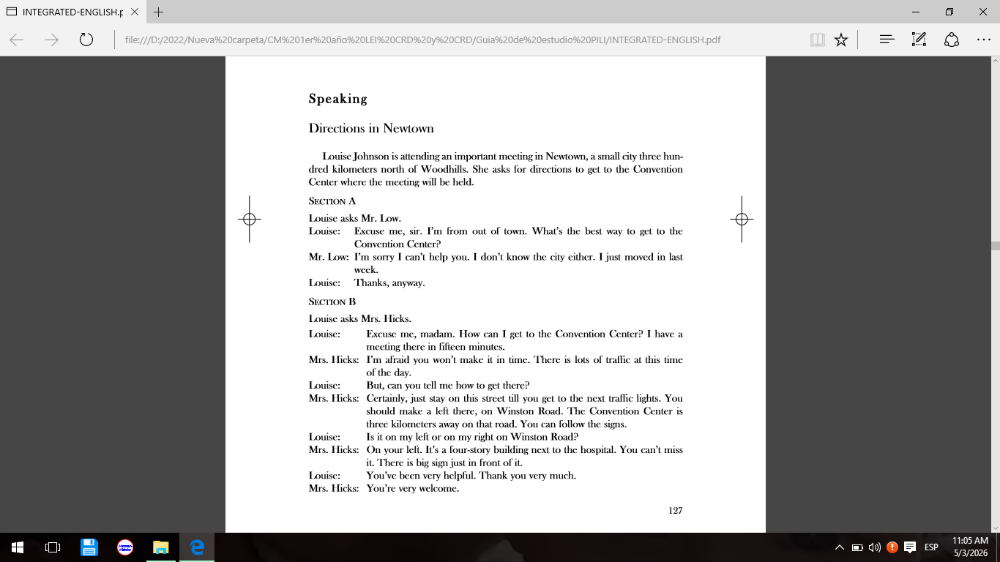 INTEGRATED-ENGLISH.p
file:///D:/2022/Nueva%20carpeta/CM%201er%20año%20LEI%20CRD%20y%20CRD/Guia%20de%20estudio%20PILI/INTEGRATED-ENGLISH.pdf
Speaking
Directions in Newtown
Louise Johnson is attending an important meeting in Newtown, a small city three hun-
dred kilometers north of Woodhills. She asks for directions to get to the Convention
Center where the meeting will be held.
SECTION A
Louise asks Mr. Low.
Louise: Excuse me, sir. I'm from out of town. What's the best way to get to the
Convention Center?
Mr. Low: I'm sorry I can't help you. I don't know the city either. I just moved in last
week.
Louise: Thanks, anyway.
SECTION B
Louise asks Mrs. Hicks.
Louise: Excuse me, madam. How can I get to the Convention Center? I have a
meeting there in fifteen minutes.
Mrs. Hicks: I'm afraid you won't make it in time. There is lots of traffic at this time
of the day.
Louise: But, can you tell me how to get there?
Mrs. Hicks: Certainly, just stay on this street till you get to the next traffic lights. You
should make a left there, on Winston Road. The Convention Center is
three kilometers away on that road. You can follow the signs.
Louise: Is it on my left or on my right on Winston Road?
Mrs. Hicks: On your left. It's a four-story building next to the hospital. You can't miss
it. There is big sign just in front of it.
Louise: You've been very helpful. Thank you very much.
Mrs. Hicks: You're very welcome.
127
ESP
11:05 AM
5/3/2026